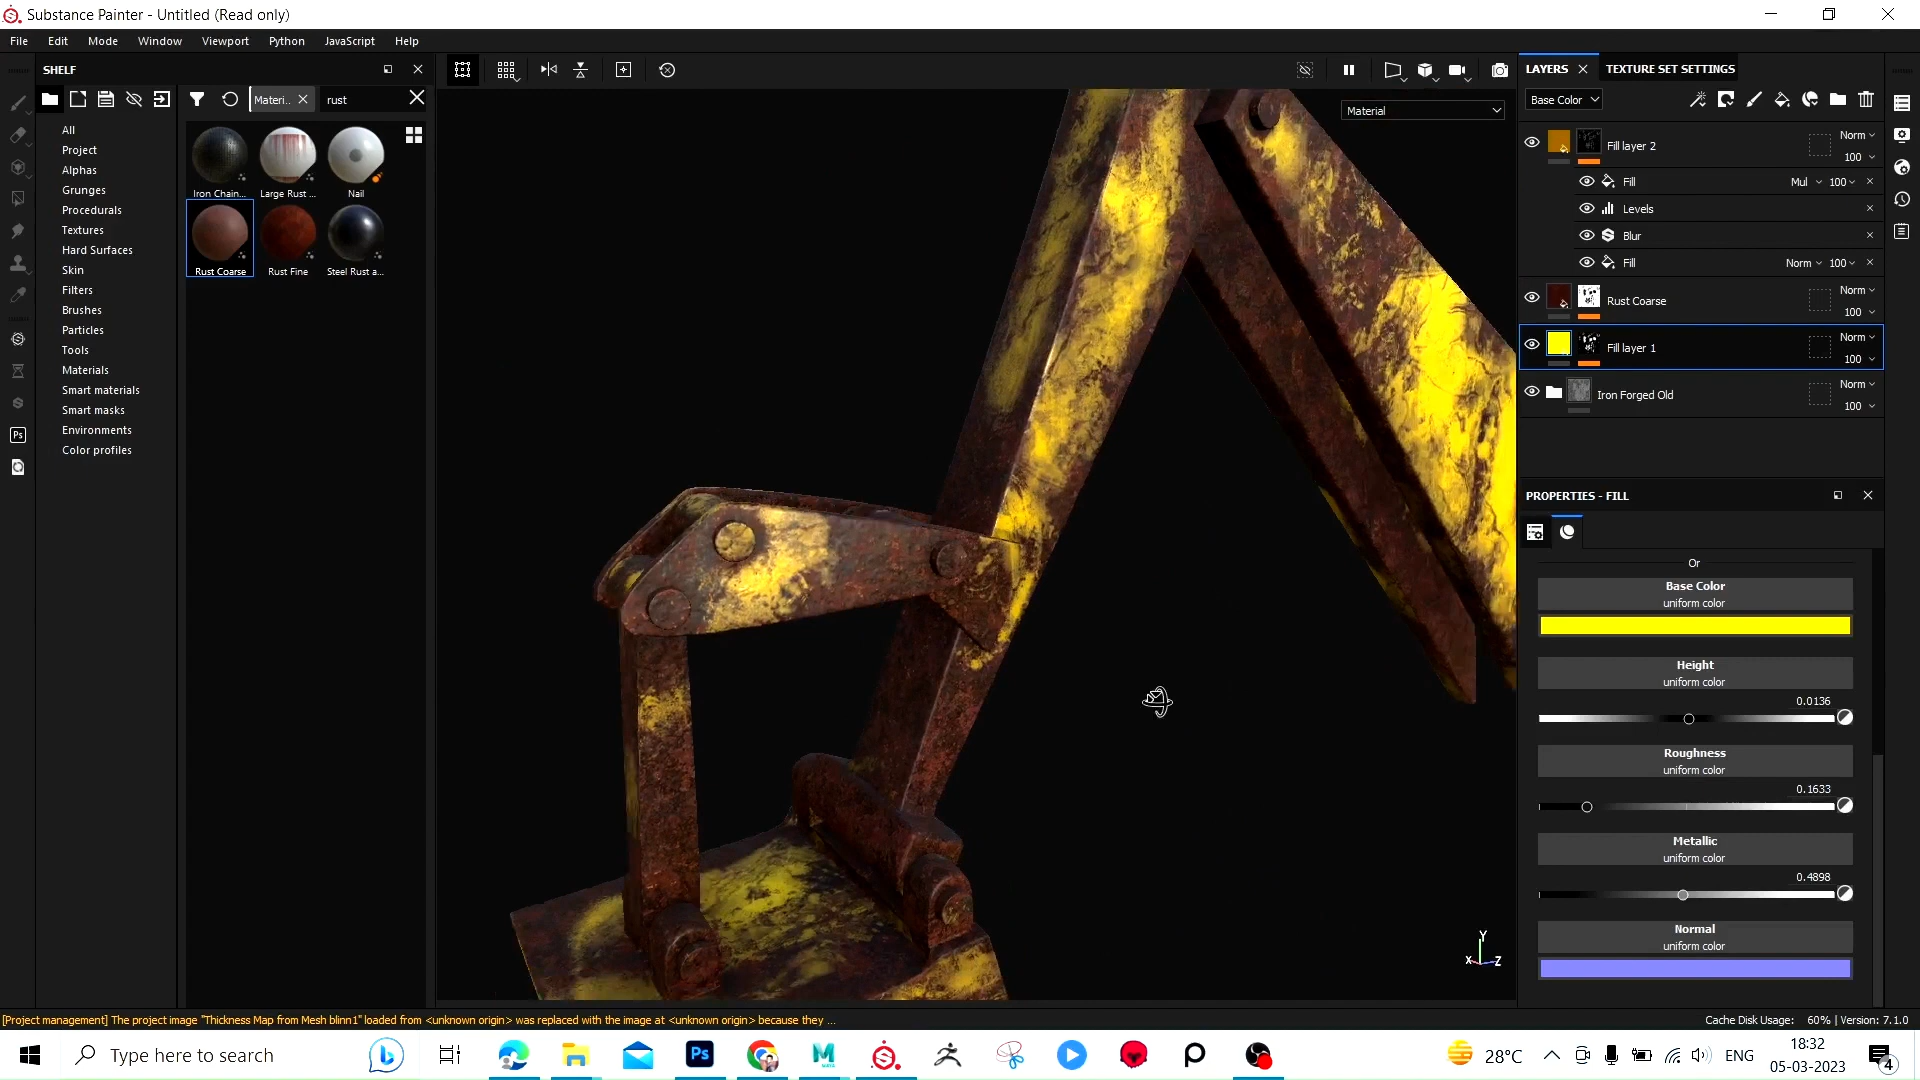 Substance Painter - Untitled (Read only)
File Edit Mode Window Viewport Python JavaScript Help
SHELF
Materi.. rust
All
Project
Alphas
Grunges
Procedurals
Textures
Hard Surfaces
Skin
Filters
Brushes
Particles
Tools
Materials
Smart materials
Smart masks
Environments
Color profiles
Iron Chain... Large Rust ... Nail
Rust Coarse Rust Fine Steel Rust a...
Material
Y
X Z
LAYERS TEXTURE SET SETTINGS
Base Color
Fill layer 2 Norm
100
Fill Mul 100
Levels
Blur
Fill Norm 100
Rust Coarse Norm
100
Fill layer 1 Norm
100
Iron Forged Old Norm
100
PROPERTIES - FILL
Or
Base Color
uniform color
Height
uniform color
0.0136
Roughness
uniform color
0.1633
Metallic
uniform color
0.4898
Normal
uniform color
[Project management] The project image "Thickness Map from Mesh blinn1" loaded from <unknown origin> was replaced with the image at <unknown origin> because they ...
Cache Disk Usage: 60% | Version: 7.1.0
Type here to search
Ps
28°C
ENG
18:32
05-03-2023
4